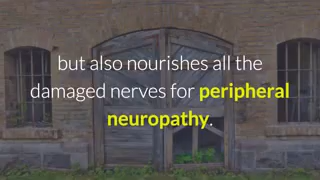 but also nourishes all the
damaged nerves for peripheral
neuropathy.